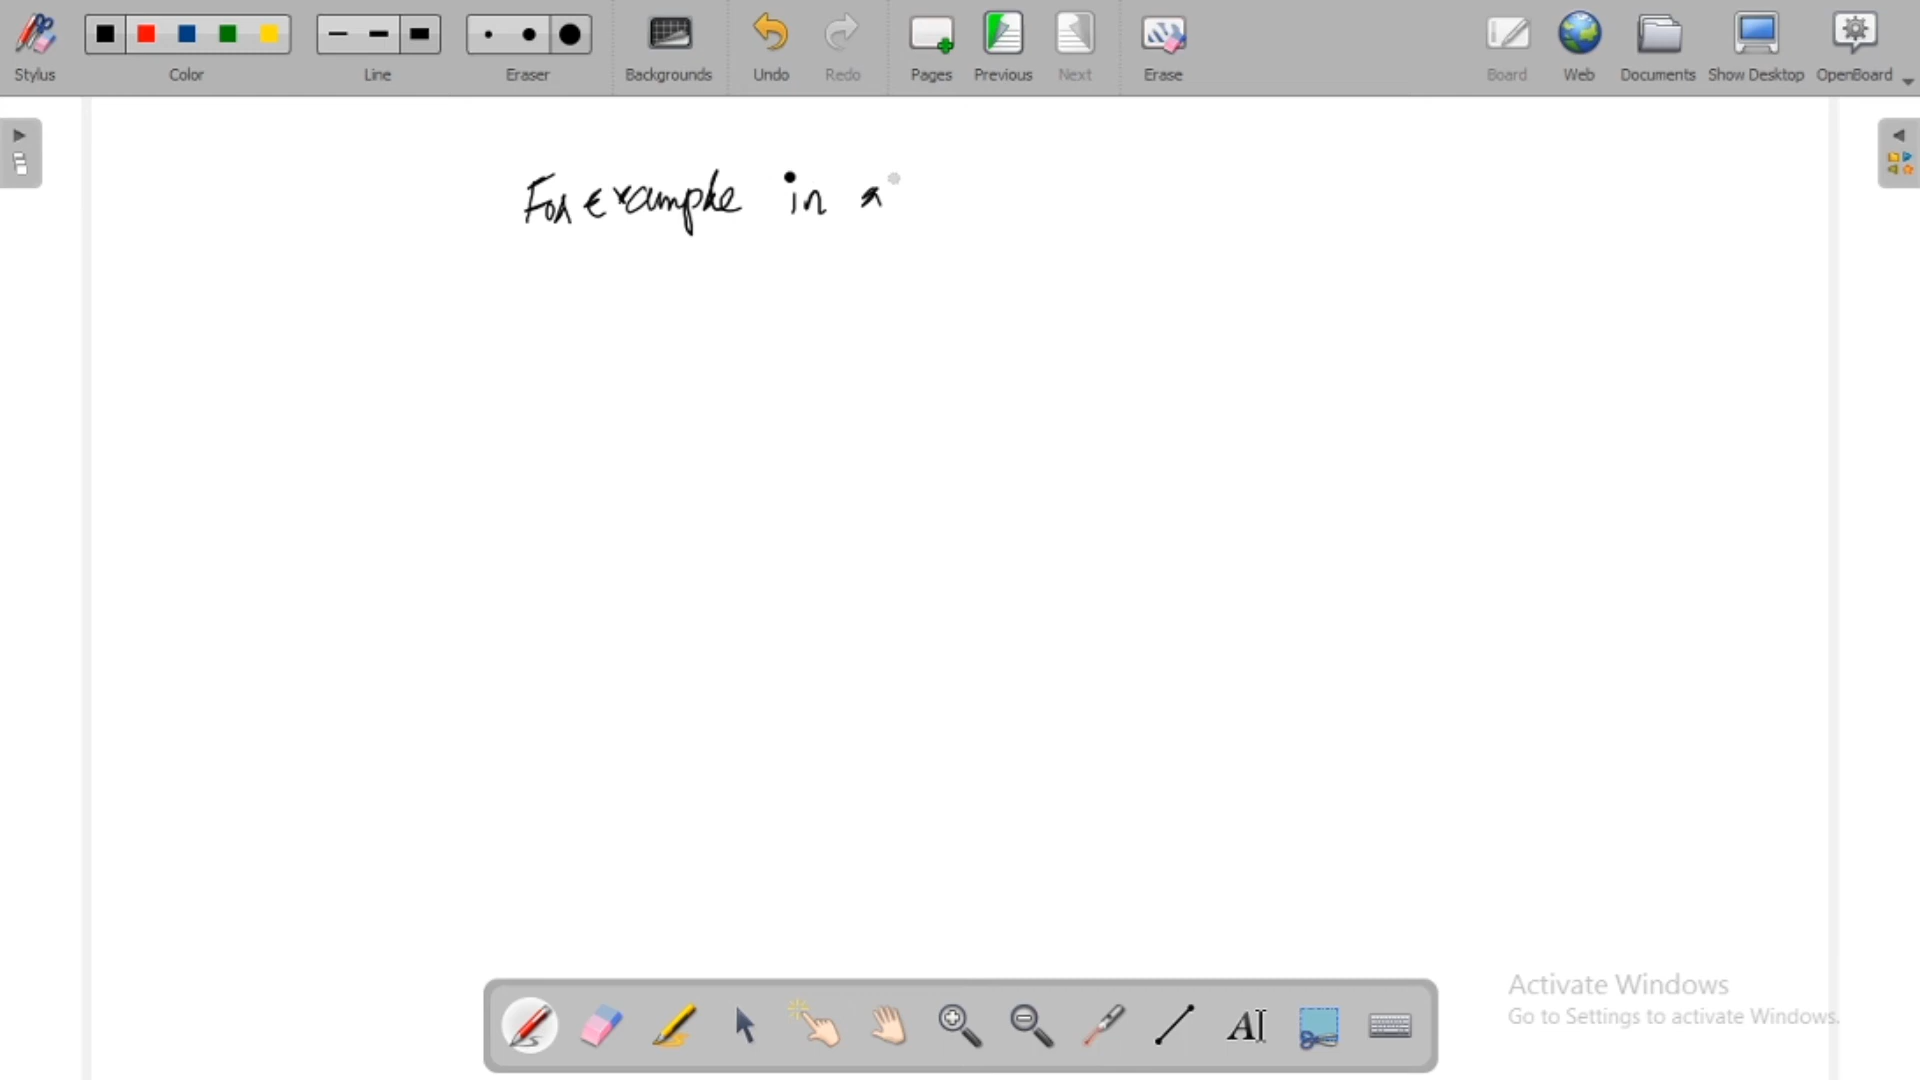 Stylus Color Line Eraser Backgrounds Undo Redo Pages Previous Next Erase Board Web Documents Show Desktop OpenBoard
For example in a
Activate Windows
Go to Settings to activate Windows.